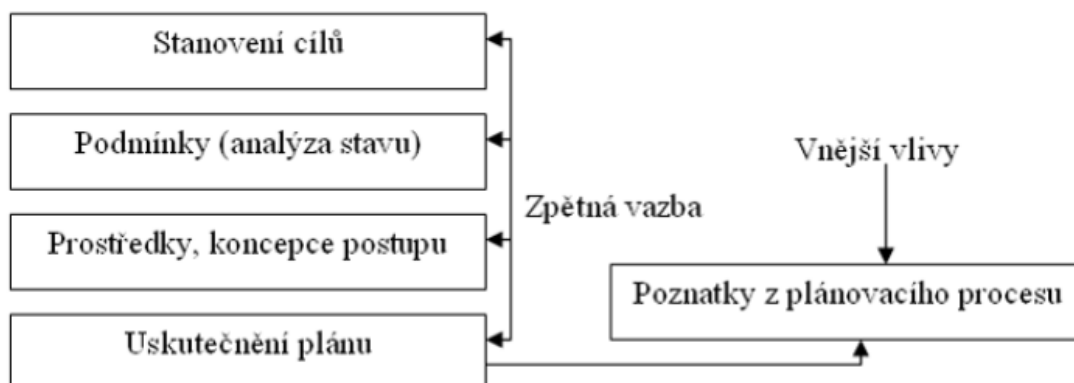 Stanovení cílů
Podmínky (analýza stavu)
Vnější vlivy
Zpětná vazba
Prostředky, koncepce postupu
Poznatky z plánovacího procesu
Uskutečnění plánu